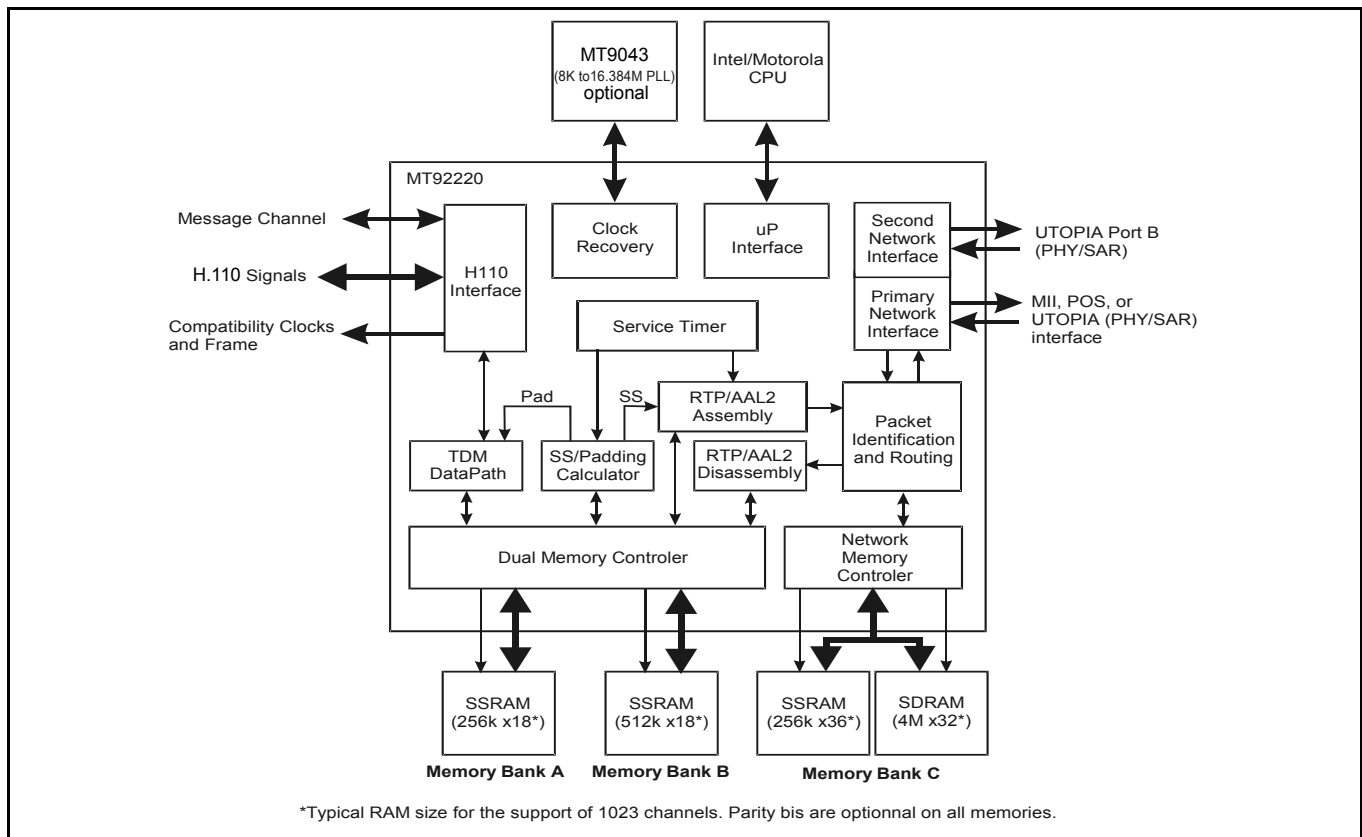 MT9043
(8K to16.384M PLL)
optional
Intel/Motorola
CPU
MT92220
Message Channel
H.110 Signals
Compatibility Clocks
and Frame
H110
Interface
Clock
Recovery
uP
Interface
Second
Network
Interface
UTOPIA Port B
(PHY/SAR)
Primary
Network
Interface
MII, POS, or
UTOPIA (PHY/SAR)
interface
Service Timer
Pad
SS
RTP/AAL2
Assembly
Packet
Identification
and Routing
TDM
DataPath
SS/Padding
Calculator
RTP/AAL2
Disassembly
Dual Memory Controler
Network
Memory
Controler
SSRAM
(256k x18*)
SSRAM
(512k x18*)
SSRAM
(256k x36*)
SDRAM
(4M x32*)
Memory Bank A
Memory Bank B
Memory Bank C
*Typical RAM size for the support of 1023 channels. Parity bis are optionnal on all memories.